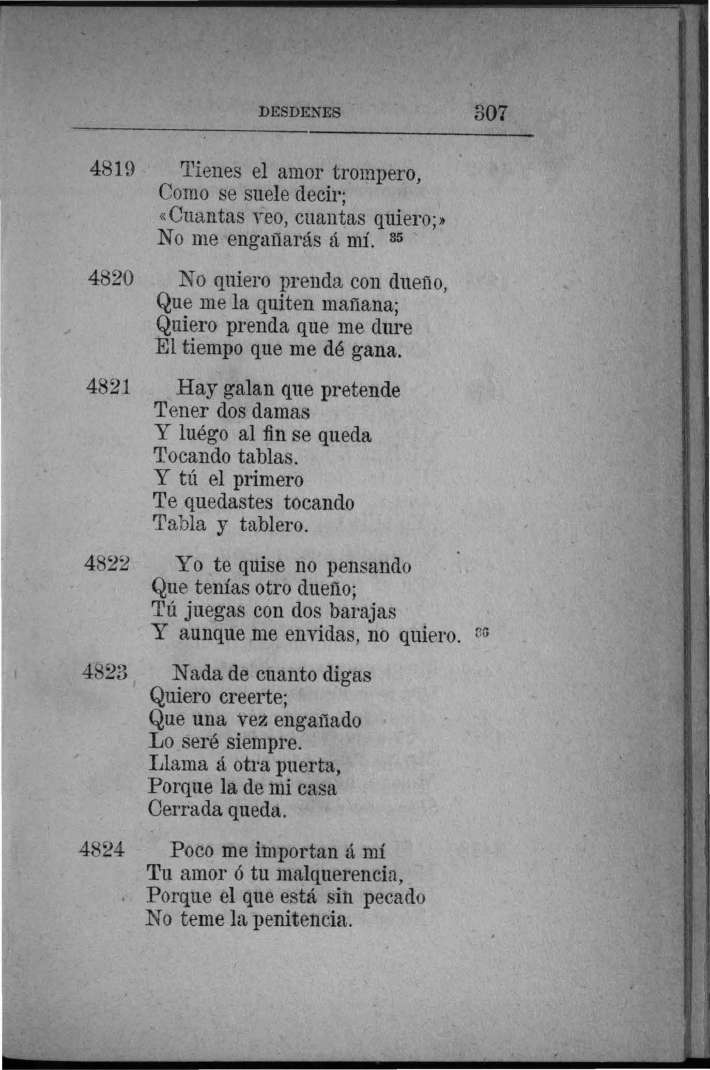 DESDENES 307
4819 Tienes el amor trompero,
Como se suele decir;
«Cuantas veo, cuantas quiero;»
No me engañarás á mí. 35
4820 No quiero prenda con dueño,
Que me la quiten mañana;
Quiero prenda que me dure
El tiempo que me dé gana.
4821 Hay galan que pretende
Tener dos damas
Y luégo al fin se queda
Tocando tablas.
Y tú el primero
Te quedastes tocando
Tabla y tablero.
4822 Yo te quise no pensando
Que tenías otro dueño;
Tú juegas con dos barajas
Y aunque me envidas, no quiero. 36
4823 Nada de cuanto digas
Quiero creerte;
Que una vez engañado
Lo seré siempre.
Llama á otra puerta,
Porque la de mi casa
Cerrada queda.
4824 Poco me importan á mí
Tu amor ó tu malquerencia,
Porque el que está sin pecado
No teme la penitencia.